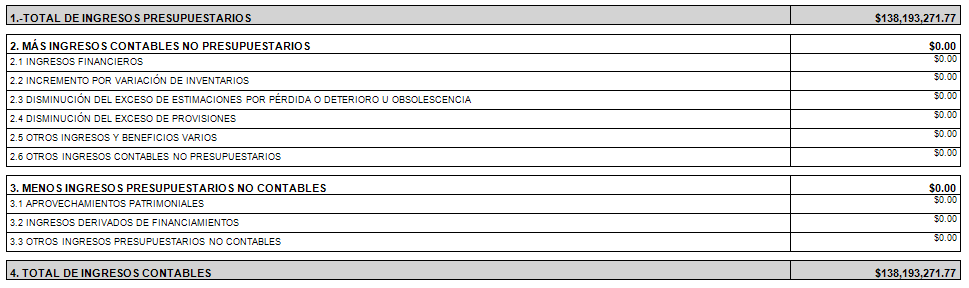 1.-TOTAL DE INGRESOS PRESUPUESTARIOS $138,193,271.77
2. MÁS INGRESOS CONTABLES NO PRESUPUESTARIOS $0.00
2.1 INGRESOS FINANCIEROS $0.00
2.2 INCREMENTO POR VARIACIÓN DE INVENTARIOS $0.00
2.3 DISMINUCIÓN DEL EXCESO DE ESTIMACIONES POR PÉRDIDA O DETERIORO U OBSOLESCENCIA $0.00
2.4 DISMINUCIÓN DEL EXCESO DE PROVISIONES $0.00
2.5 OTROS INGRESOS Y BENEFICIOS VARIOS $0.00
2.6 OTROS INGRESOS CONTABLES NO PRESUPUESTARIOS $0.00
3. MENOS INGRESOS PRESUPUESTARIOS NO CONTABLES $0.00
3.1 APROVECHAMIENTOS PATRIMONIALES $0.00
3.2 INGRESOS DERIVADOS DE FINANCIAMIENTOS $0.00
3.3 OTROS INGRESOS PRESUPUESTARIOS NO CONTABLES $0.00
4. TOTAL DE INGRESOS CONTABLES $138,193,271.77